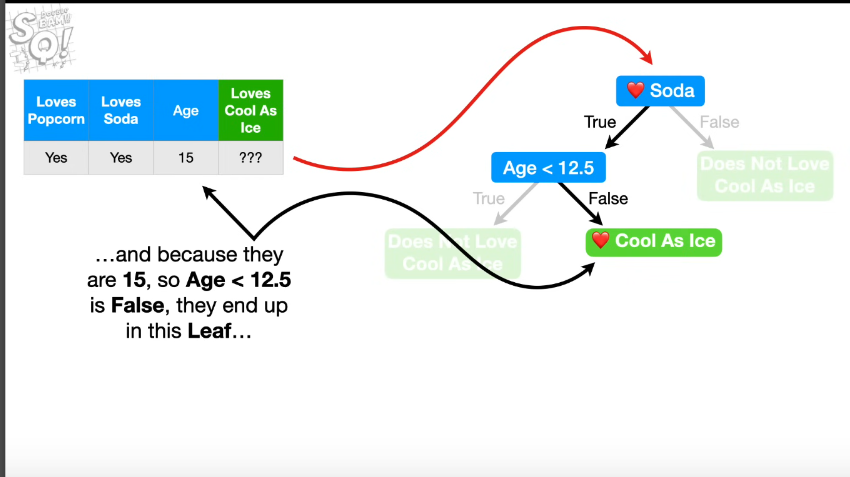 SQ!
Loves Popcorn
Loves Soda
Age
Loves Cool As Ice
Yes
Yes
15
???
❤️ Soda
True
False
Age < 12.5
Does Not Love
Cool As Ice
True
False
Does Not Love
Cool As Ice
❤️ Cool As Ice
…and because they
are 15, so Age < 12.5
is False, they end up
in this Leaf…